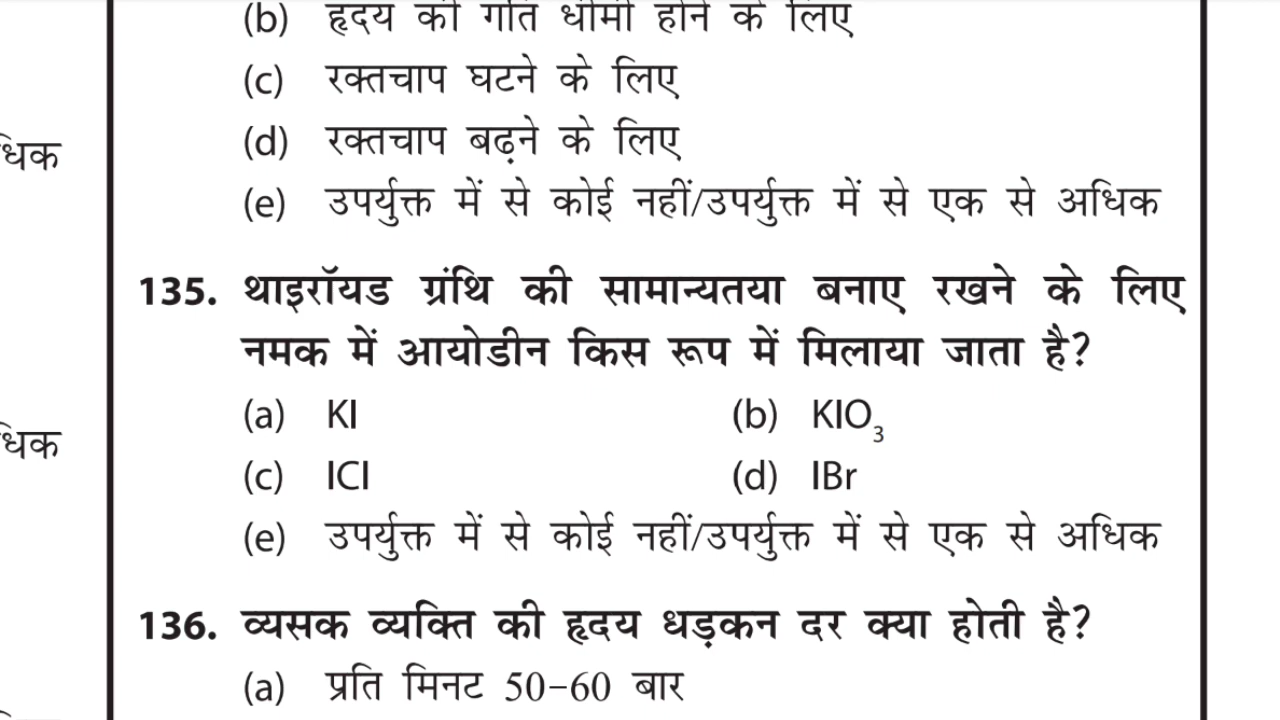 (b) हृदय की गति धीमी होने के लिए
(c) रक्तचाप घटने के लिए
(d) रक्तचाप बढ़ने के लिए
धिक
(e) उपर्युक्त में से कोई नहीं/उपर्युक्त में से एक से अधिक
135. थाइरॉयड ग्रंथि की सामान्यतया बनाए रखने के लिए
नमक में आयोडीन किस रूप में मिलाया जाता है?
(a) KI (b) KIO₃
धिक
(c) ICl (d) IBr
(e) उपर्युक्त में से कोई नहीं/उपर्युक्त में से एक से अधिक
136. व्यसक व्यक्ति की हृदय धड़कन दर क्या होती है?
(a) प्रति मिनट 50–60 बार